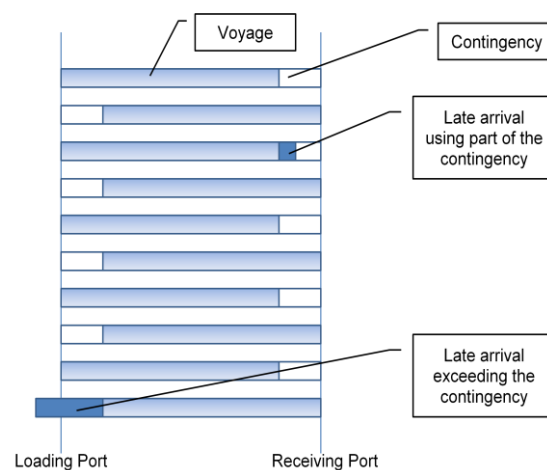 Voyage
Contingency
Late arrival
using part of the
contingency
Late arrival
exceeding the
contingency
Loading Port
Receiving Port